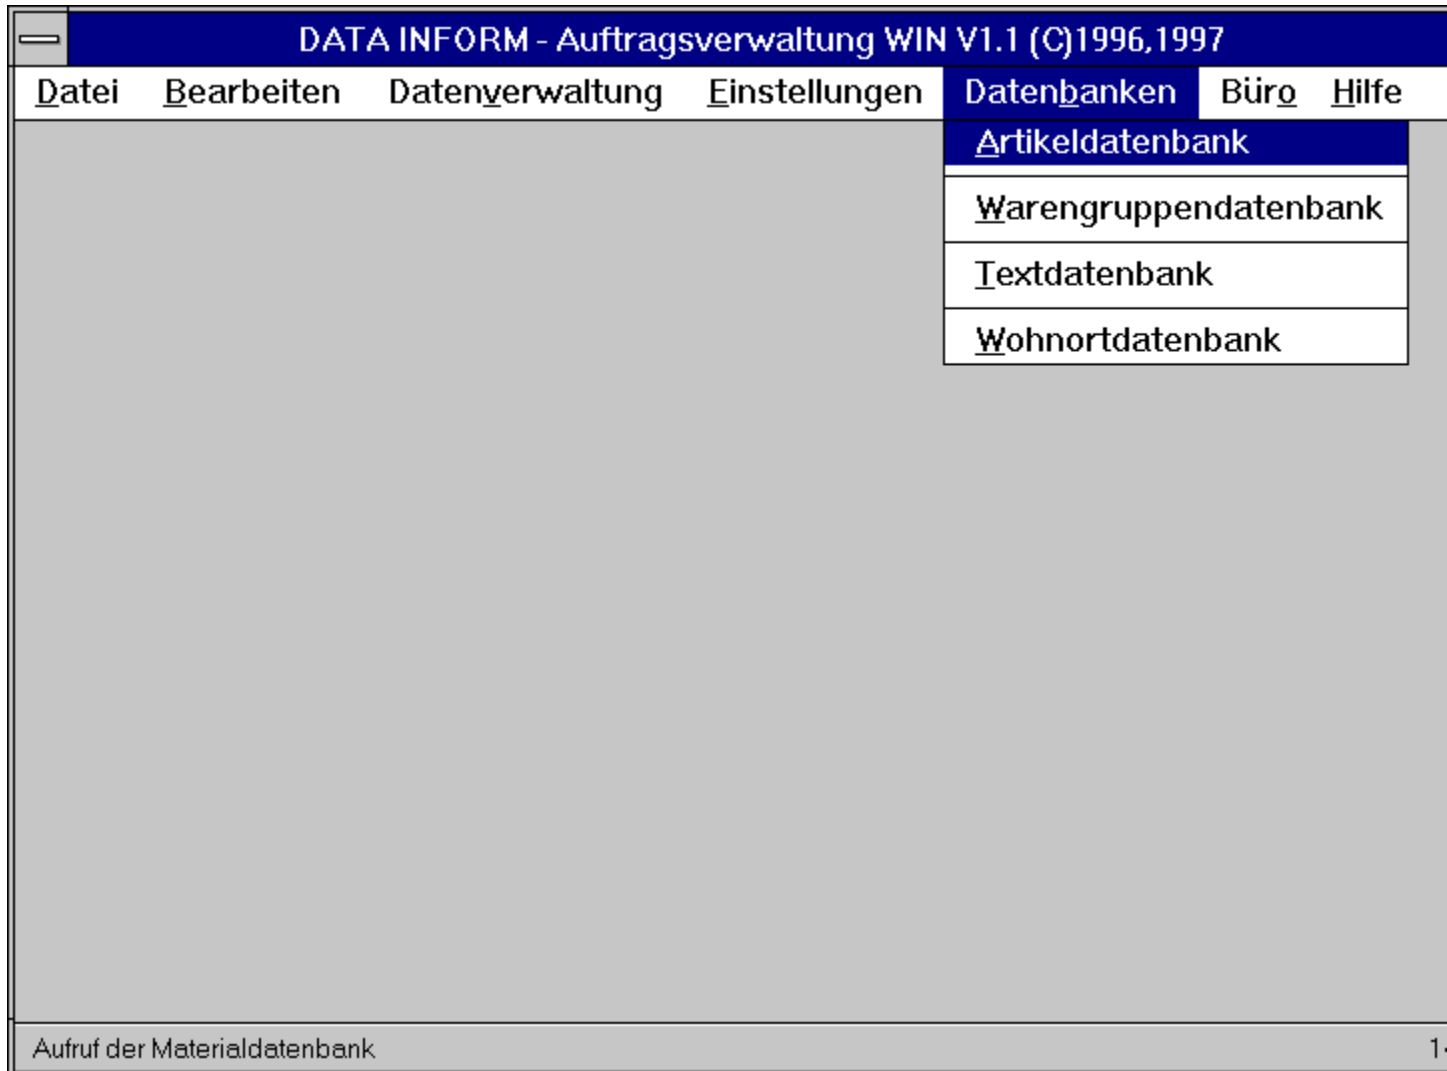 DATA INFORM - Auftragsverwaltung WIN V1.1 (C)1996,1997
Datei Bearbeiten Datenverwaltung Einstellungen Datenbanken Büro Hilfe
Artikeldatenbank
Warengruppendatenbank
Textdatenbank
Wohnortdatenbank
Aufruf der Materialdatenbank